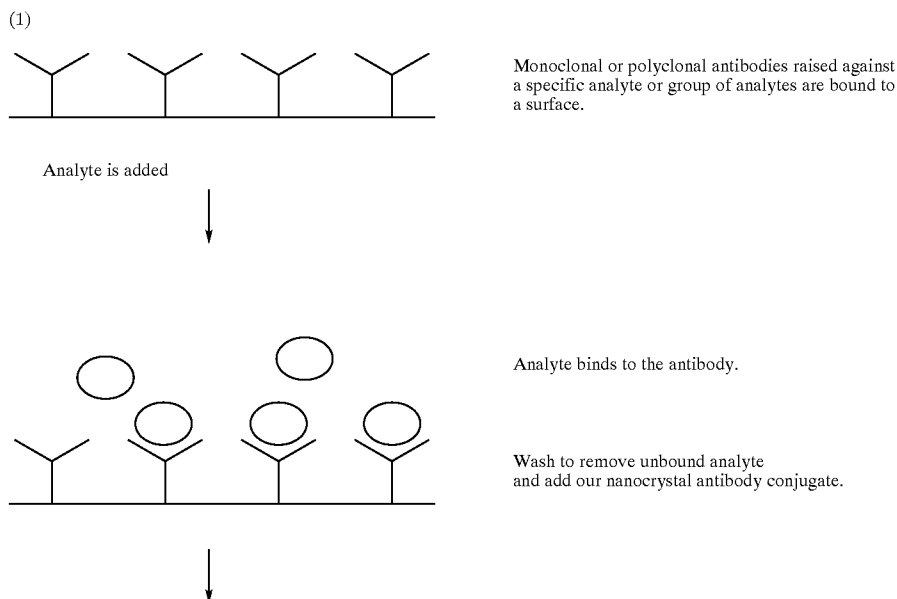 (1)
Monoclonal or polyclonal antibodies raised against
a specific analyte or group of analytes are bound to
a surface.
Analyte is added
Analyte binds to the antibody.
Wash to remove unbound analyte
and add our nanocrystal antibody conjugate.